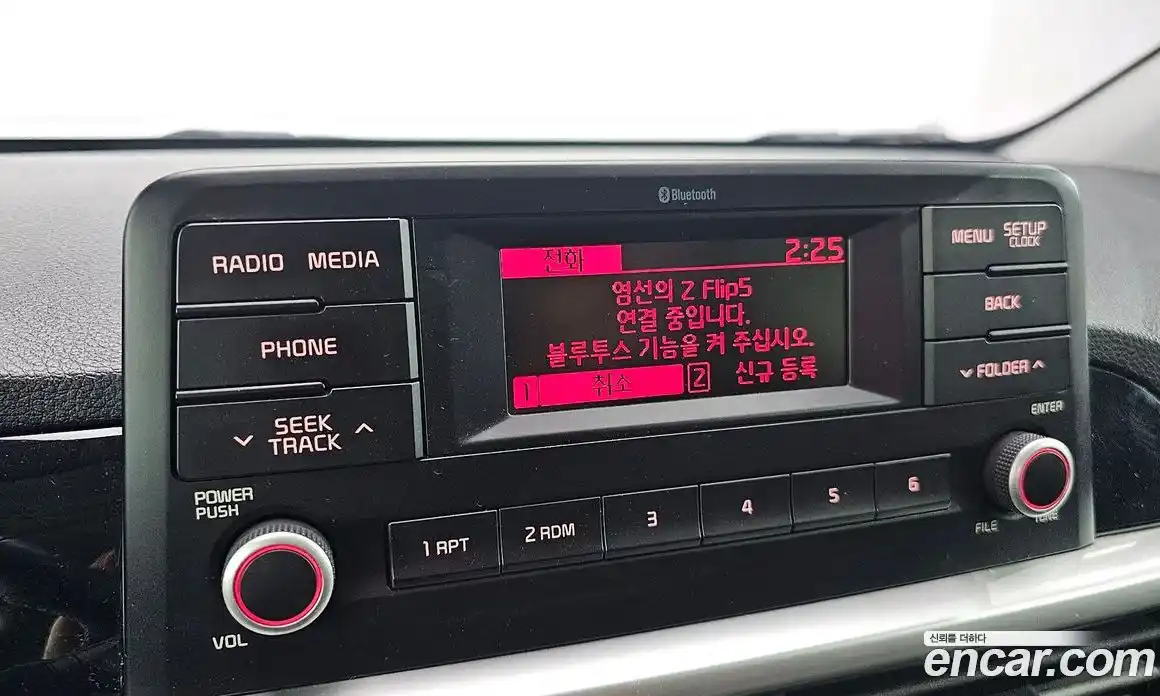 Bluetooth
RADIO MEDIA
PHONE
SEEK
TRACK
POWER
PUSH
VOL
전화 2:25
염선의 Z Flip5
연결 중입니다.
블루투스 기능을 켜 주십시오.
1 취소 2 신규 등록
MENU SETUP
CLOCK
BACK
FOLDER
ENTER
1 RPT 2 RDM 3 4 5 6
FILE TUNE
신뢰를 더하다
encar.com